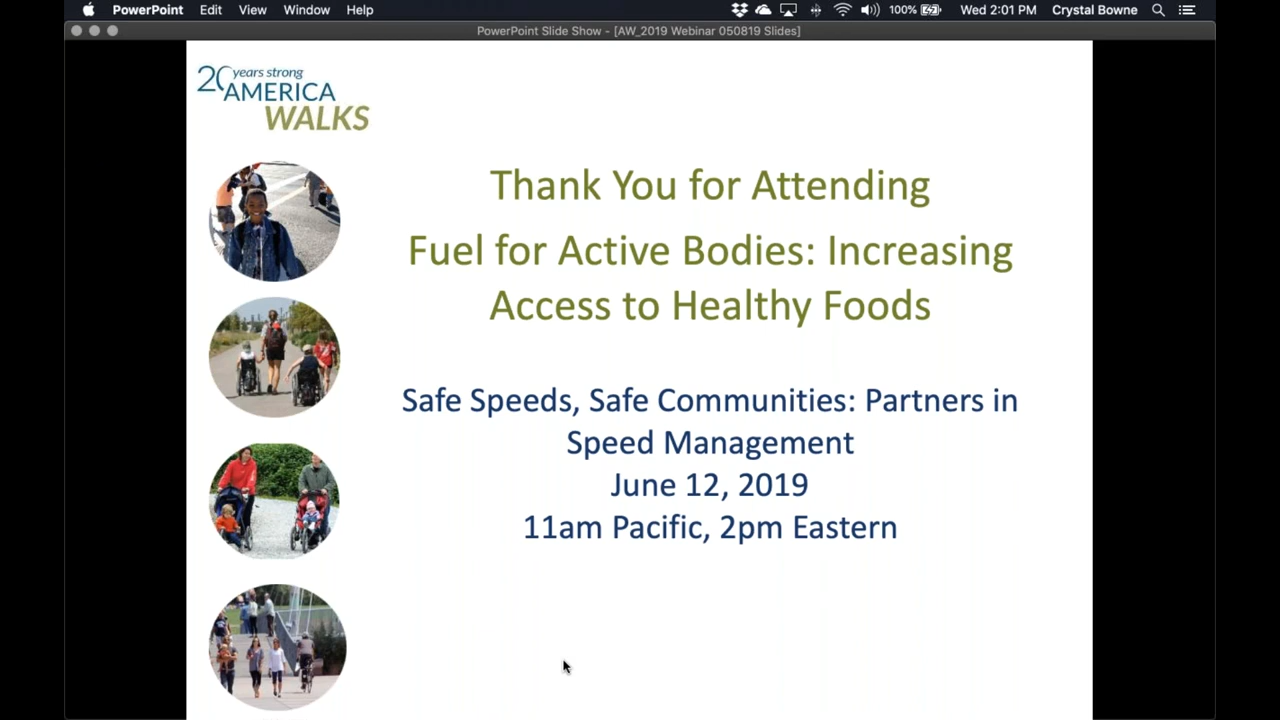 PowerPoint Edit View Window Help 100% Wed 2:01 PM Crystal Bowne
PowerPoint Slide Show - [AW_2019 Webinar 050819 Slides]
20 years strong
AMERICA
WALKS
Thank You for Attending
Fuel for Active Bodies: Increasing
Access to Healthy Foods
Safe Speeds, Safe Communities: Partners in
Speed Management
June 12, 2019
11am Pacific, 2pm Eastern